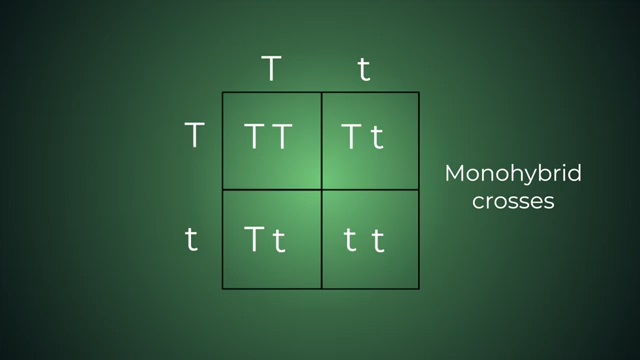 T t
T TT Tt
Monohybrid
crosses
t Tt tt